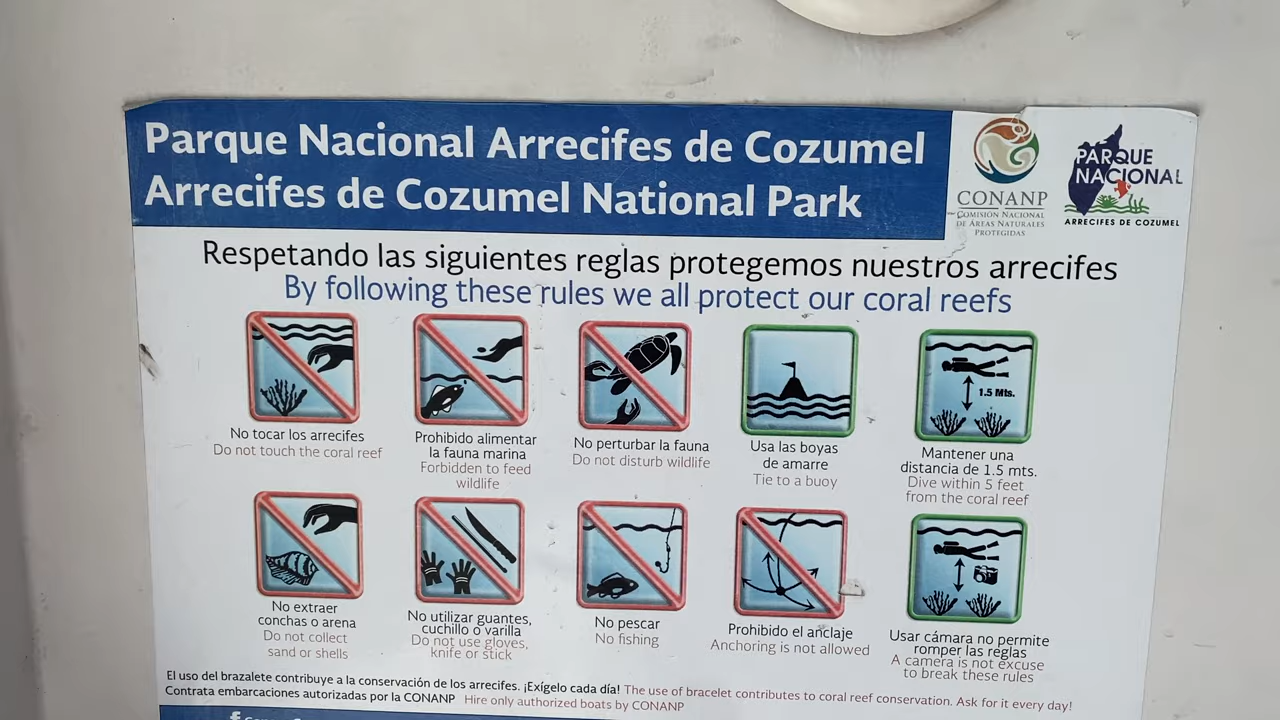 Parque Nacional Arrecifes de Cozumel
Arrecifes de Cozumel National Park
CONANP
COMISIÓN NACIONAL
DE ÁREAS NATURALES
PROTEGIDAS
PARQUE
NACIONAL
ARRECIFES DE COZUMEL
Respetando las siguientes reglas protegemos nuestros arrecifes
By following these rules we all protect our coral reefs
1.5 Mts.
No tocar los arrecifes
Do not touch the coral reef
Prohibido alimentar
la fauna marina
Forbidden to feed
wildlife
No perturbar la fauna
Do not disturb wildlife
Usa las boyas
de amarre
Tie to a buoy
Mantener una
distancia de 1.5 mts.
Dive within 5 feet
from the coral reef
No extraer
conchas o arena
Do not collect
sand or shells
No utilizar guantes,
cuchillo o varilla
Do not use gloves,
knife or stick
No pescar
No fishing
Prohibido el anclaje
Anchoring is not allowed
Usar cámara no permite
romper las reglas
A camera is not excuse
to break these rules
El uso del brazalete contribuye a la conservación de los arrecifes. ¡Exígelo cada día! The use of bracelet contributes to coral reef conservation. Ask for it every day!
Contrata embarcaciones autorizadas por la CONANP Hire only authorized boats by CONANP